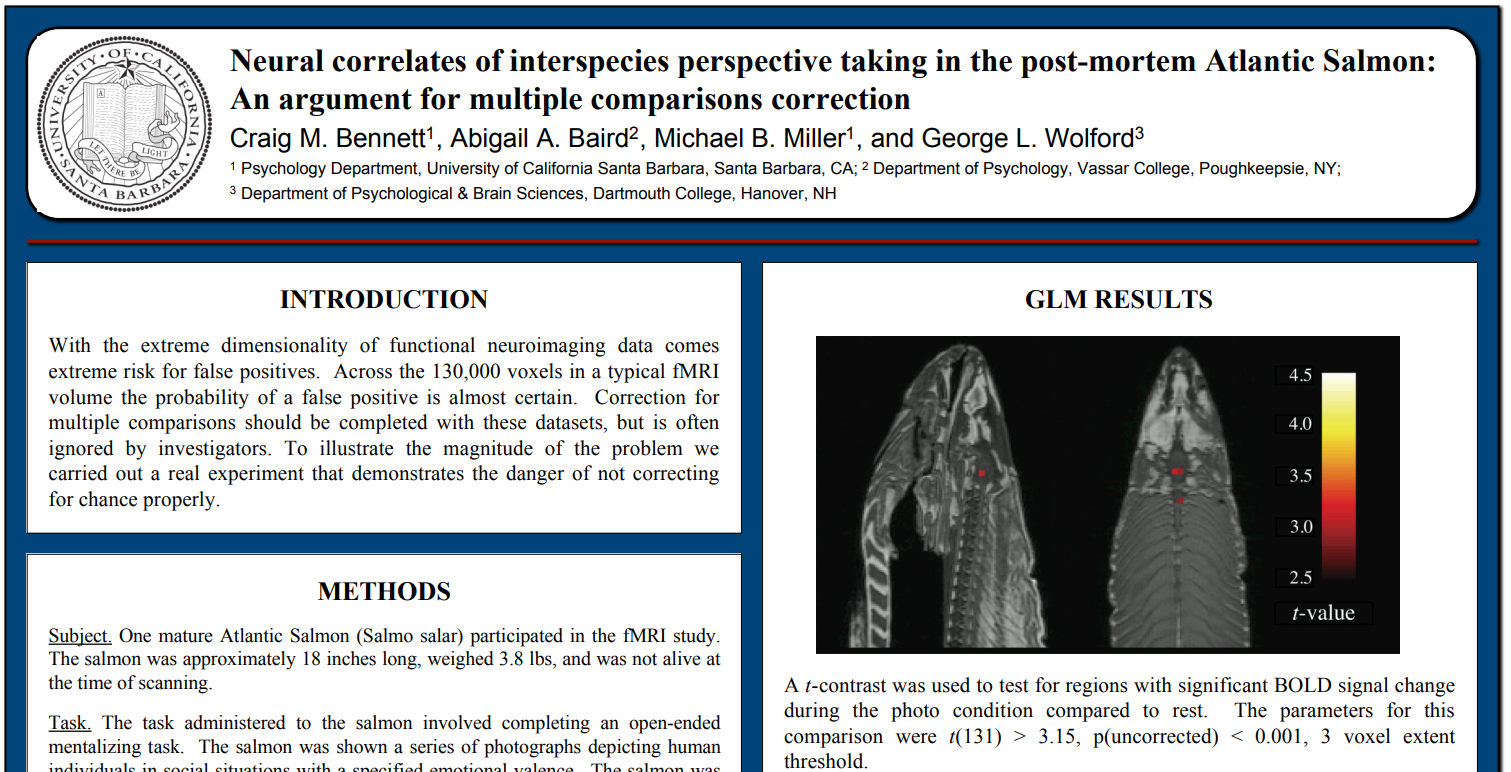 Neural correlates of interspecies perspective taking in the post-mortem Atlantic Salmon:
An argument for multiple comparisons correction
Craig M. Bennett1, Abigail A. Baird2, Michael B. Miller1, and George L. Wolford3
1 Psychology Department, University of California Santa Barbara, Santa Barbara, CA; 2 Department of Psychology, Vassar College, Poughkeepsie, NY;
3 Department of Psychological & Brain Sciences, Dartmouth College, Hanover, NH
·UNIVERSITY·OF·CALIFORNIA·
SANTA BARBARA
A
LET THERE BE
LIGHT
INTRODUCTION
With the extreme dimensionality of functional neuroimaging data comes
extreme risk for false positives. Across the 130,000 voxels in a typical fMRI
volume the probability of a false positive is almost certain. Correction for
multiple comparisons should be completed with these datasets, but is often
ignored by investigators. To illustrate the magnitude of the problem we
carried out a real experiment that demonstrates the danger of not correcting
for chance properly.
METHODS
Subject. One mature Atlantic Salmon (Salmo salar) participated in the fMRI study.
The salmon was approximately 18 inches long, weighed 3.8 lbs, and was not alive at
the time of scanning.
Task. The task administered to the salmon involved completing an open-ended
mentalizing task. The salmon was shown a series of photographs depicting human
individuals in social situations with a specified emotional valence. The salmon was
GLM RESULTS
4.5
4.0
3.5
3.0
2.5
t-value
A t-contrast was used to test for regions with significant BOLD signal change
during the photo condition compared to rest. The parameters for this
comparison were t(131) > 3.15, p(uncorrected) < 0.001, 3 voxel extent
threshold.